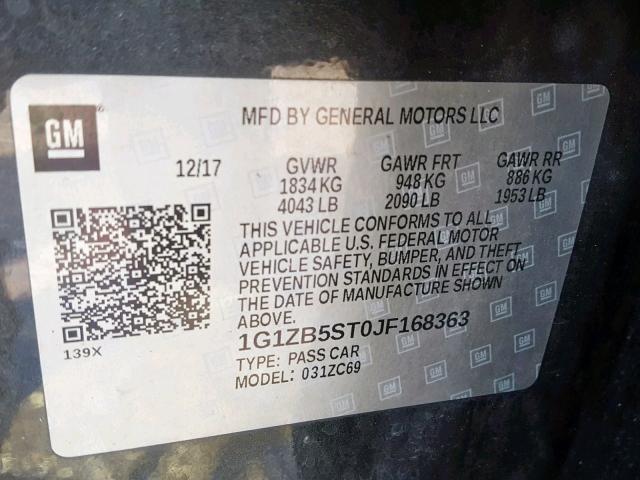 GM
MFD BY GENERAL MOTORS LLC
12/17 GVWR GAWR FRT GAWR RR
1834 KG 948 KG 886 KG
4043 LB 2090 LB 1953 LB
THIS VEHICLE CONFORMS TO ALL
APPLICABLE U.S. FEDERAL MOTOR
VEHICLE SAFETY, BUMPER, AND THEFT
PREVENTION STANDARDS IN EFFECT ON
THE DATE OF MANUFACTURE SHOWN
ABOVE.
1G1ZB5ST0JF168363
139X
TYPE: PASS CAR
MODEL: 031ZC69